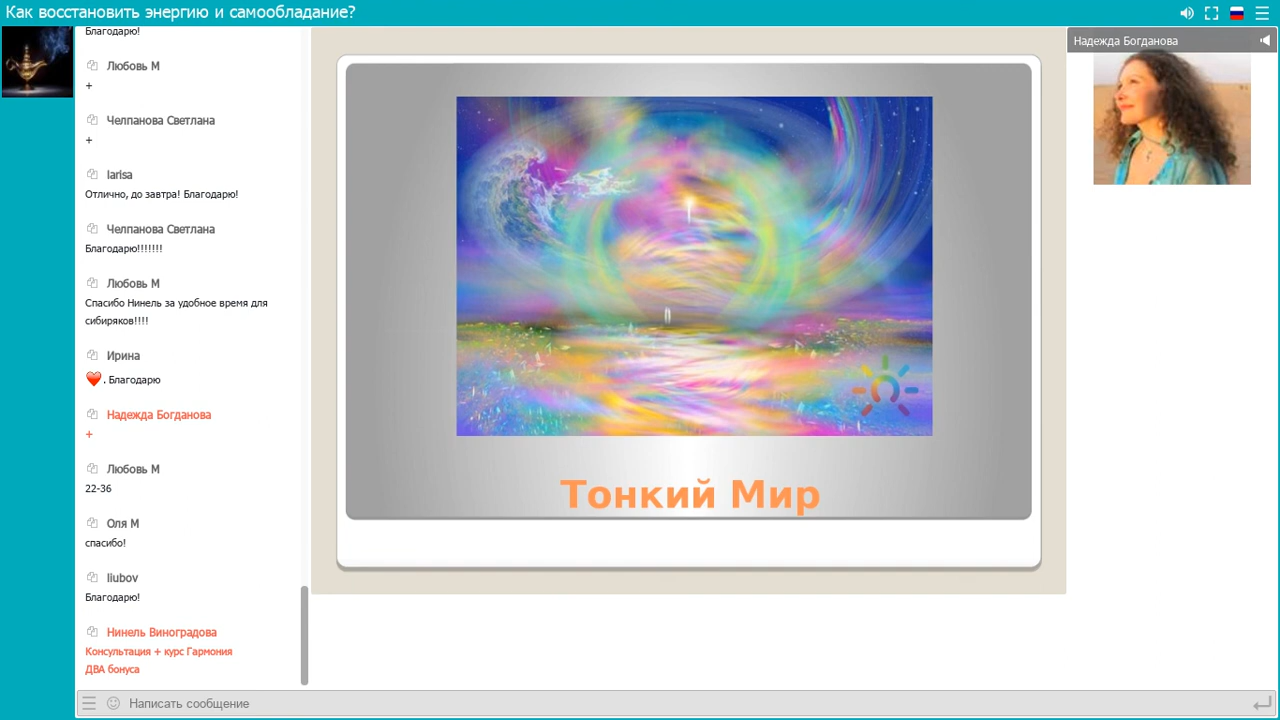 Как восстановить энергию и самообладание?
Благодарю!
Любовь М
+
Челпанова Светлана
+
larisa
Отлично, до завтра! Благодарю!
Челпанова Светлана
Благодарю!!!!!!!
Любовь М
Спасибо Нинель за удобное время для
сибиряков!!!!
Ирина
. Благодарю
Надежда Богданова
+
Любовь М
22-36
Оля М
спасибо!
liubov
Благодарю!
Нинель Виноградова
Консультация + курс Гармония
ДВА бонуса
Написать сообщение
Тонкий Мир
Надежда Богданова